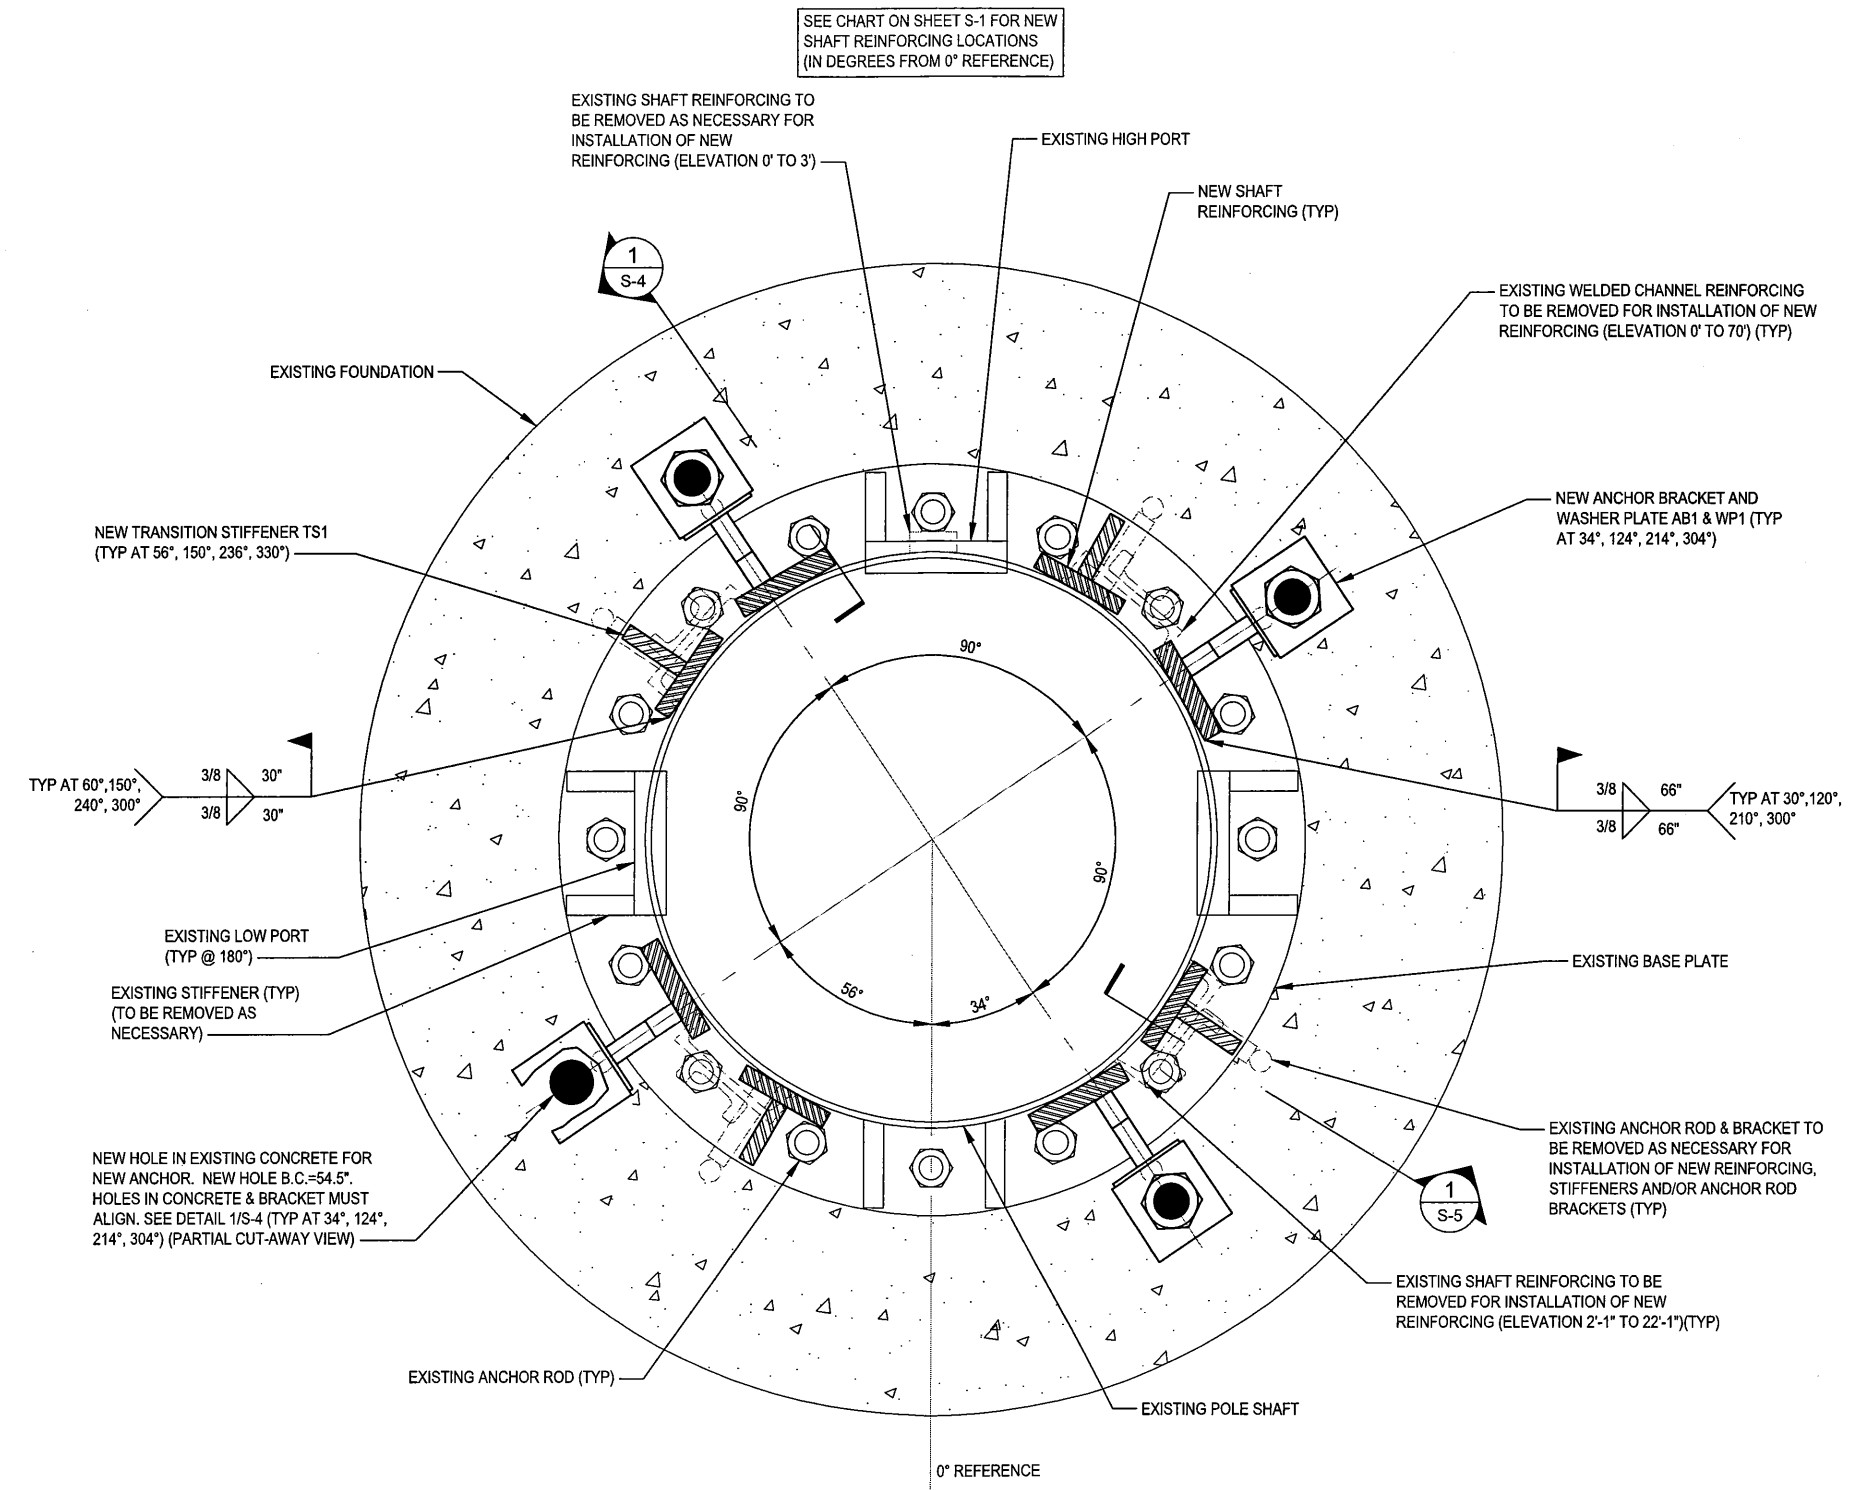 SEE CHART ON SHEET S-1 FOR NEW
SHAFT REINFORCING LOCATIONS
(IN DEGREES FROM 0° REFERENCE)
EXISTING SHAFT REINFORCING TO
BE REMOVED AS NECESSARY FOR
INSTALLATION OF NEW
REINFORCING (ELEVATION 0' TO 3')
EXISTING HIGH PORT
NEW SHAFT
REINFORCING (TYP)
1
S-4
EXISTING WELDED CHANNEL REINFORCING
TO BE REMOVED FOR INSTALLATION OF NEW
REINFORCING (ELEVATION 0' TO 70') (TYP)
EXISTING FOUNDATION
NEW ANCHOR BRACKET AND
WASHER PLATE AB1 & WP1 (TYP
AT 34°, 124°, 214°, 304°)
NEW TRANSITION STIFFENER TS1
(TYP AT 56°, 150°, 236°, 330°)
90°
90°
90°
56°
34°
TYP AT 60°,150°,
240°, 300°
3/8
30"
3/8
30"
3/8
66"
3/8
66"
TYP AT 30°,120°,
210°, 300°
EXISTING LOW PORT
(TYP @ 180°)
EXISTING STIFFENER (TYP)
(TO BE REMOVED AS
NECESSARY)
EXISTING BASE PLATE
NEW HOLE IN EXISTING CONCRETE FOR
NEW ANCHOR. NEW HOLE B.C.=54.5".
HOLES IN CONCRETE & BRACKET MUST
ALIGN. SEE DETAIL 1/S-4 (TYP AT 34°, 124°,
214°, 304°) (PARTIAL CUT-AWAY VIEW)
EXISTING ANCHOR ROD & BRACKET TO
BE REMOVED AS NECESSARY FOR
INSTALLATION OF NEW REINFORCING,
STIFFENERS AND/OR ANCHOR ROD
BRACKETS (TYP)
1
S-5
EXISTING SHAFT REINFORCING TO BE
REMOVED FOR INSTALLATION OF NEW
REINFORCING (ELEVATION 2'-1" TO 22'-1")(TYP)
EXISTING ANCHOR ROD (TYP)
EXISTING POLE SHAFT
0° REFERENCE